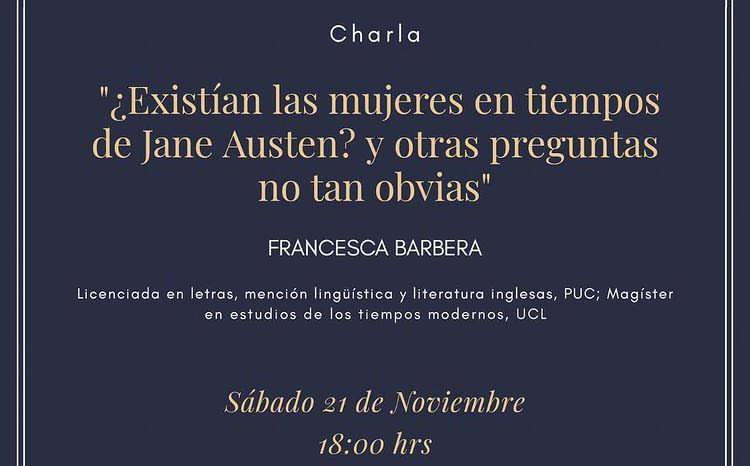 Charla
"¿Existían las mujeres en tiempos
de Jane Austen? y otras preguntas
no tan obvias"
FRANCESCA BARBERA
Licenciada en letras, mención lingüística y literatura inglesas, PUC; Magíster
en estudios de los tiempos modernos, UCL
Sábado 21 de Noviembre
18:00 hrs